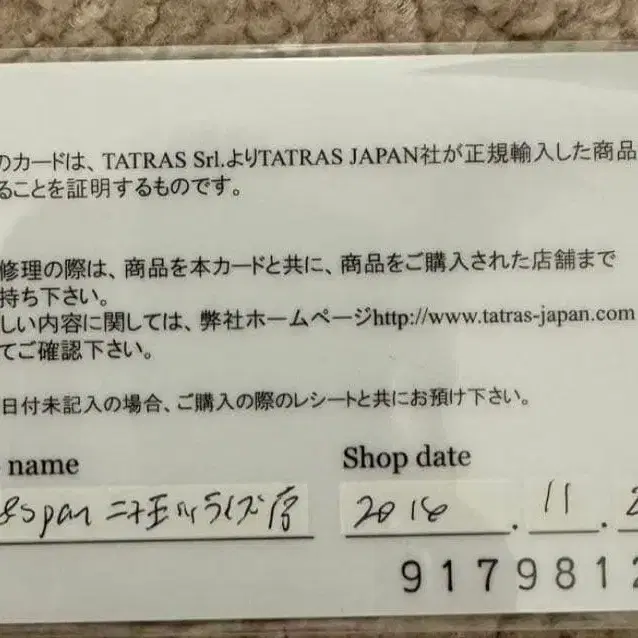 のカードは、TATRAS Srl.よりTATRAS JAPAN社が正規輸入した商品
ることを証明するものです。
修理の際は、商品を本カードと共に、商品をご購入された店舗まで
持ち下さい。
しい内容に関しては、弊社ホームページhttp://www.tatras-japan.com
てご確認下さい。
日付未記入の場合、ご購入の際のレシートと共にお預け下さい。
name Shop date
&Span 二子玉川ライズ店 2016 . 11 . 2
9179812